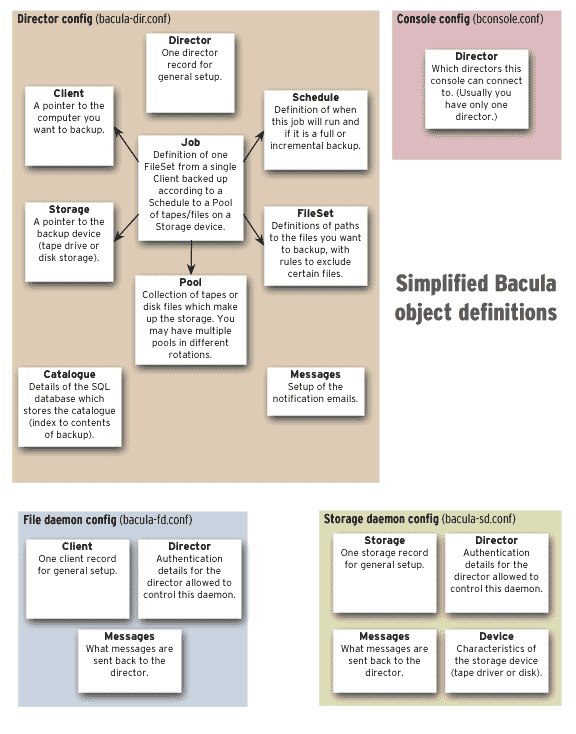 Director config (bacula-dir.conf)
Director
One director
record for
general setup.
Client
A pointer to the
computer you
want to backup.
Schedule
Definition of when
this job will run and
if it is a full or
incremental backup.
Job
Definition of one
FileSet from a single
Client backed up
according to a
Schedule to a Pool
of tapes/files on a
Storage device.
Storage
A pointer to the
backup device
(tape drive or
disk storage).
FileSet
Definitions of paths
to the files you want
to backup, with
rules to exclude
certain files.
Pool
Collection of tapes or
disk files which make
up the storage. You
may have multiple
pools in different
rotations.
Catalogue
Details of the SQL
database which
stores the catalogue
(index to contents
of backup).
Messages
Setup of the
notification emails.
Console config (bconsole.conf)
Director
Which directors this
console can connect
to. (Usually you
have only one
director.)
Simplified Bacula
object definitions
File daemon config (bacula-fd.conf)
Client
One client record
for general setup.
Director
Authentication
details for the
director allowed to
control this daemon.
Messages
What messages are
sent back to the
director.
Storage daemon config (bacula-sd.conf)
Storage
One storage record
for general setup.
Director
Authentication
details for the
director allowed to
control this daemon.
Messages
What messages are
sent back to the
director.
Device
Characteristics of
the storage device
(tape driver or disk).